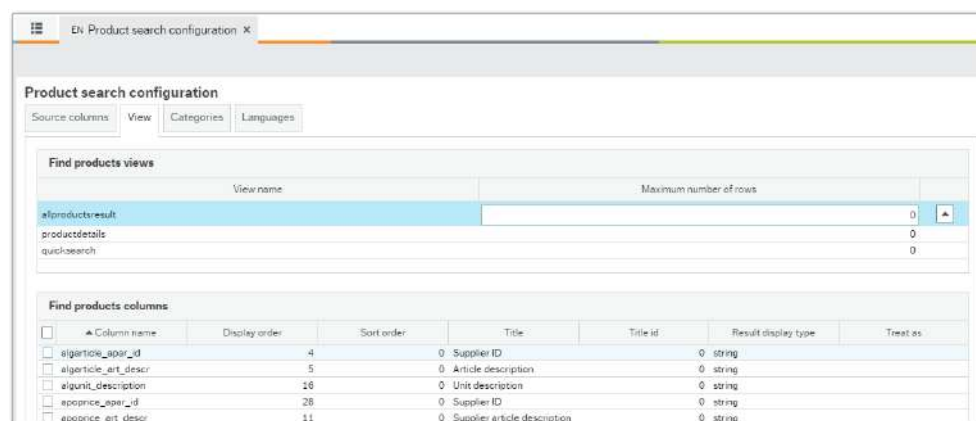 EN Product search configuration ×
Product search configuration
Source columns View Categories Languages
Find products views
View name Maximum number of rows
allproductsresult 0
productdetails 0
quicksearch 0
Find products columns
Column name Display order Sort order Title Title id Result display type Treat as
algarticle_apar_id 4 0 Supplier ID 0 string
algarticle_art_descr 5 0 Article description 0 string
algunit_description 16 0 Unit description 0 string
apoprice_apar_id 28 0 Supplier ID 0 string
apoprice_art_descr 11 0 Supplier article description 0 string